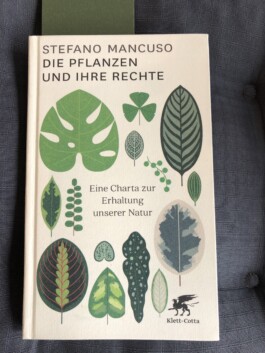 STEFANO MANCUSO
DIE PFLANZEN
UND IHRE RECHTE
Eine Charta zur
Erhaltung
unserer Natur
Klett-Cotta